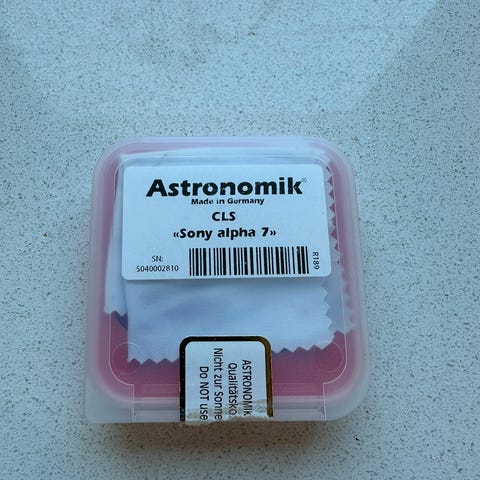 Astronomik®
Made in Germany
CLS
«Sony alpha 7»
SN:
5040002810
R189
ASTRONOMIK
Qualitätsko
Nicht zur Sonne
Do NOT use